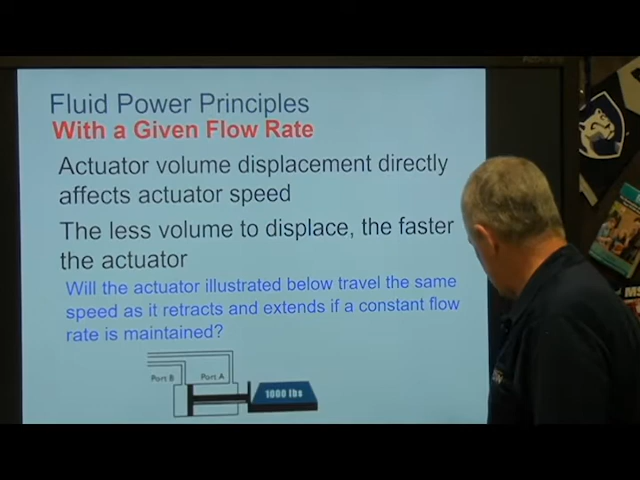 Fluid Power Principles
With a Given Flow Rate
Actuator volume displacement directly
affects actuator speed
The less volume to displace, the faster
the actuator
Will the actuator illustrated below travel the same
speed as it retracts and extends if a constant flow
rate is maintained?
Port B
Port A
1000 lbs